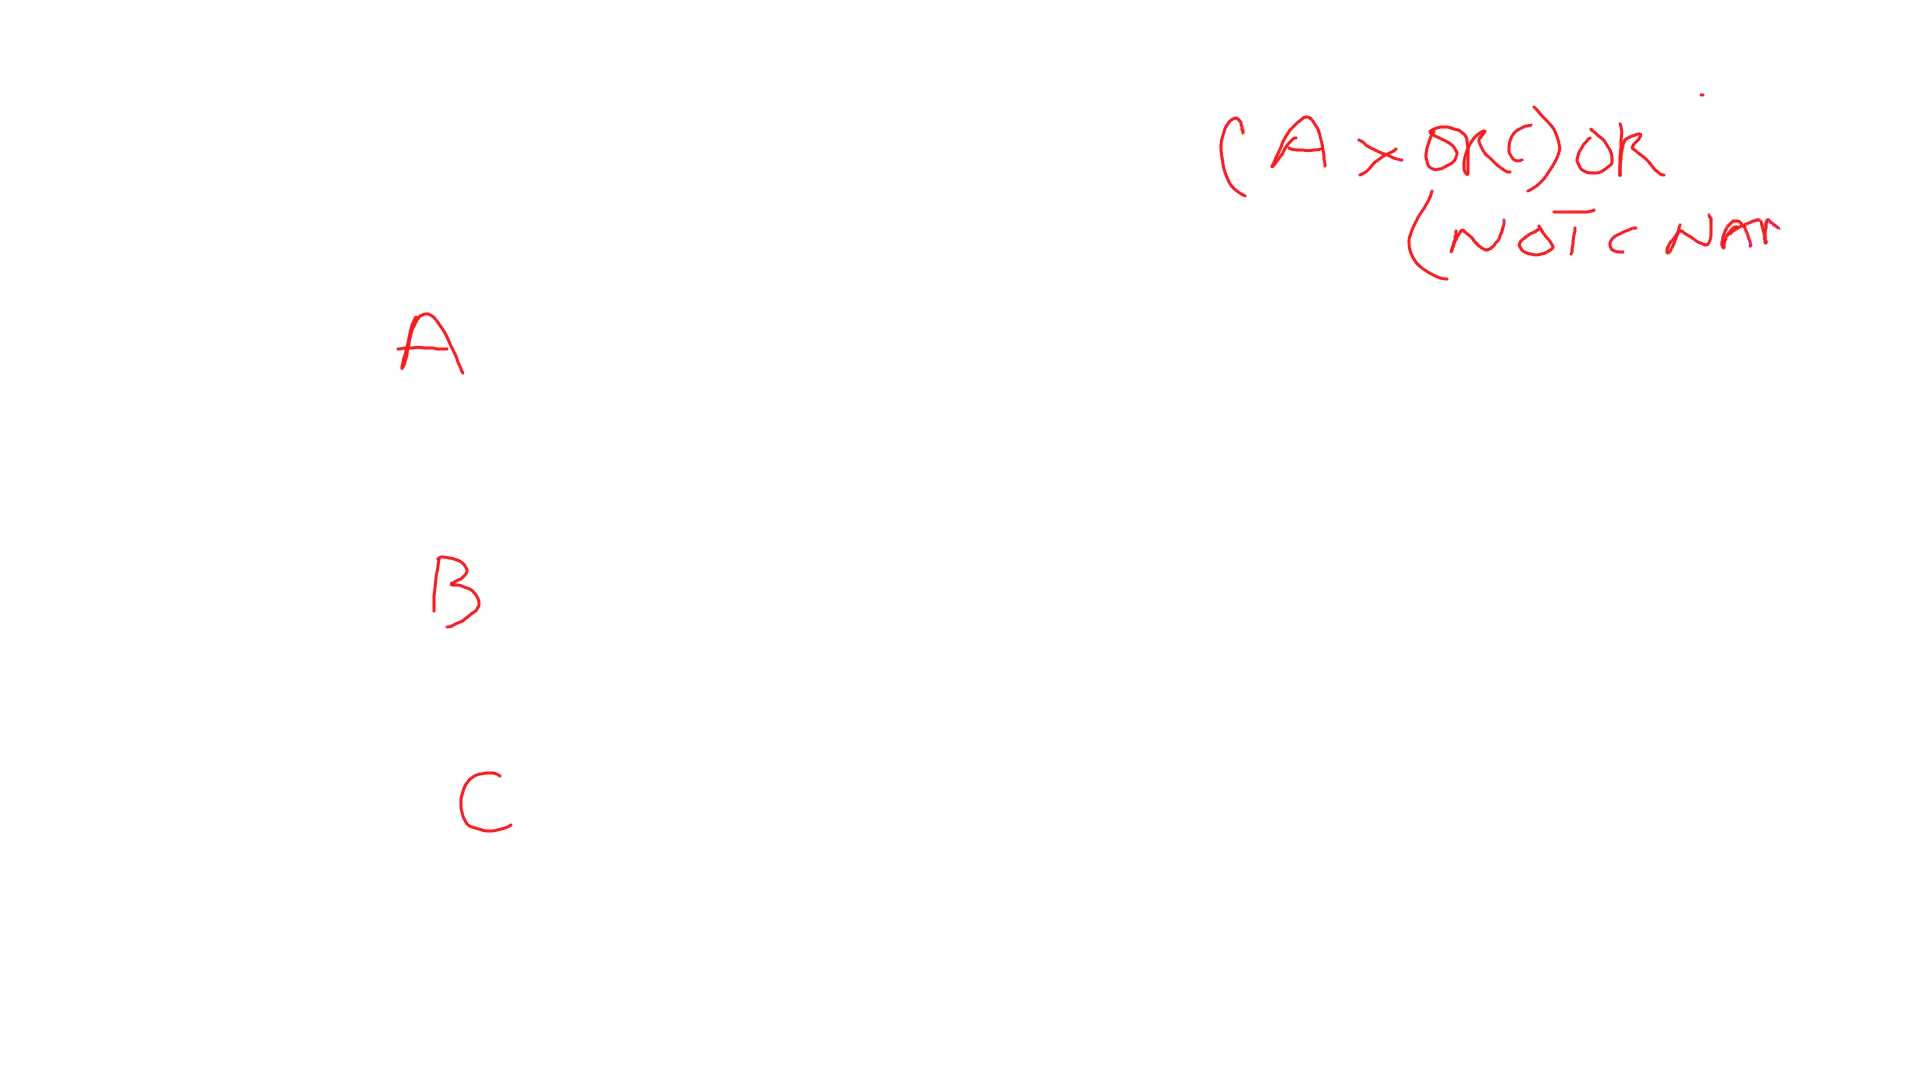 (A XOR C) OR
(NOT C NAN
A
B
C